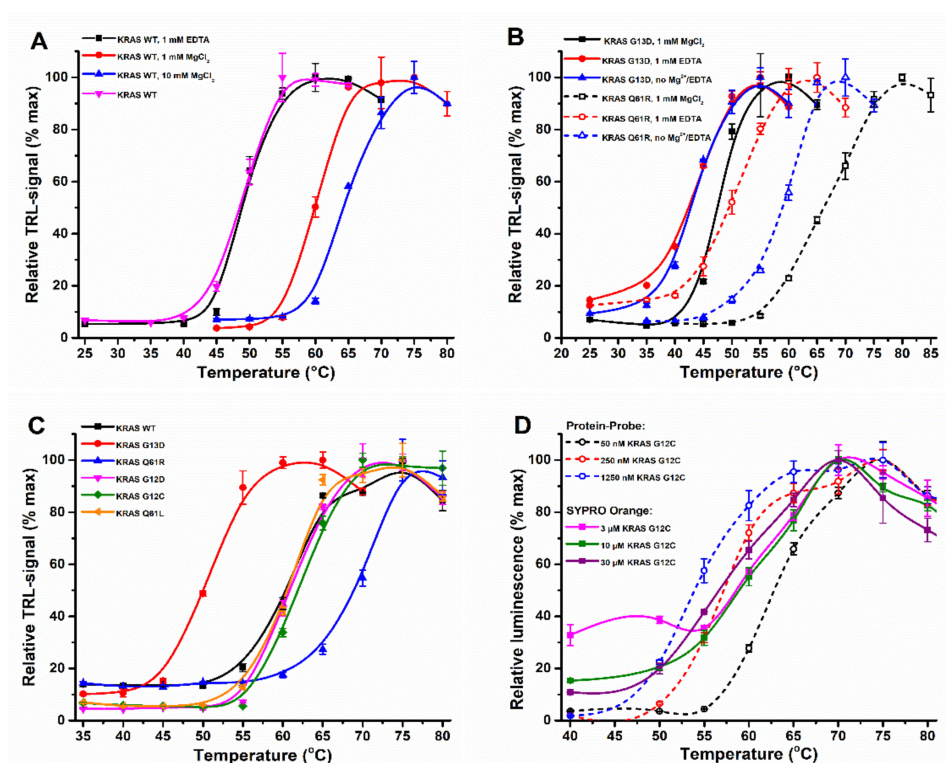 A
KRAS WT, 1 mM EDTA
KRAS WT, 1 mM MgCl₂
KRAS WT, 10 mM MgCl₂
KRAS WT
Relative TRL-signal (% max)
120
100
80
60
40
20
0
25 30 35 40 45 50 55 60 65 70 75 80
Temperature (°C)
B
KRAS G13D, 1 mM MgCl₂
KRAS G13D, 1 mM EDTA
KRAS G13D, no Mg²⁺/EDTA
KRAS Q61R, 1 mM MgCl₂
KRAS Q61R, 1 mM EDTA
KRAS Q61R, no Mg²⁺/EDTA
Relative TRL-signal (% max)
120
100
80
60
40
20
0
20 25 30 35 40 45 50 55 60 65 70 75 80 85
Temperature (°C)
C
KRAS WT
KRAS G13D
KRAS Q61R
KRAS G12D
KRAS G12C
KRAS Q61L
Relative TRL-signal (% max)
120
100
80
60
40
20
0
35 40 45 50 55 60 65 70 75 80
Temperature (°C)
D
Protein-Probe:
50 nM KRAS G12C
250 nM KRAS G12C
1250 nM KRAS G12C
SYPRO Orange:
3 µM KRAS G12C
10 µM KRAS G12C
30 µM KRAS G12C
Relative luminescence (% max)
120
100
80
60
40
20
0
40 45 50 55 60 65 70 75 80
Temperature (°C)